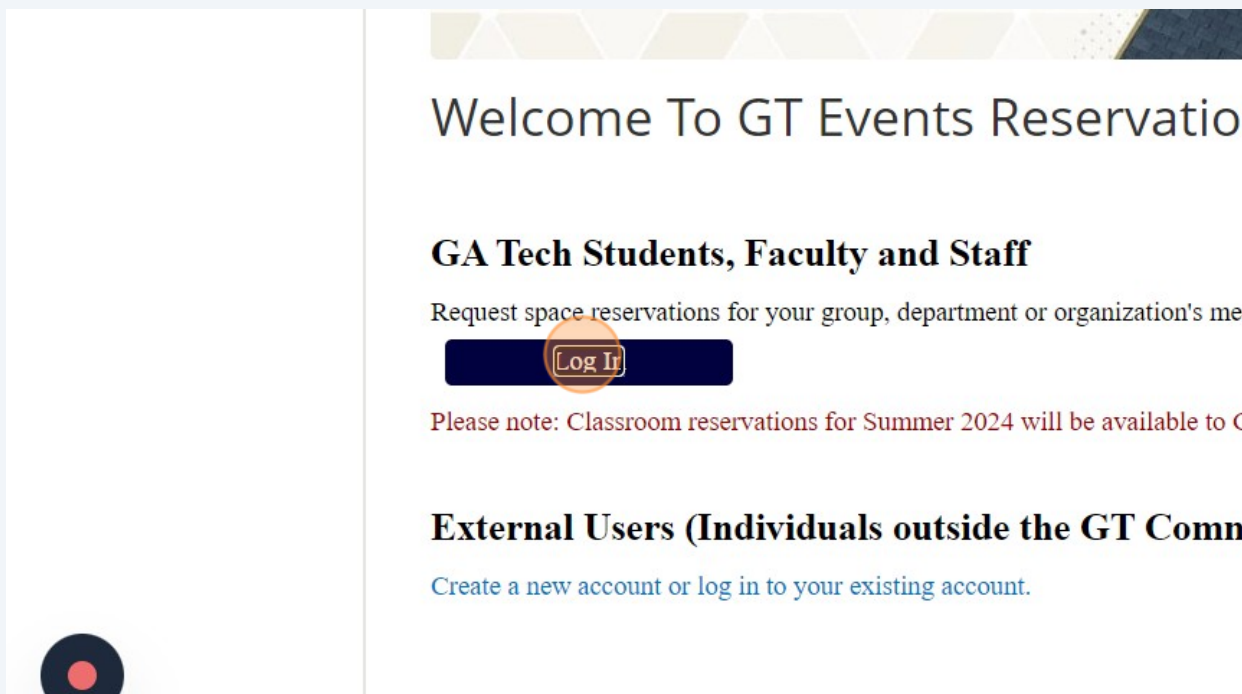 Welcome To GT Events Reservatio
GA Tech Students, Faculty and Staff
Request space reservations for your group, department or organization's me
Log In
Please note: Classroom reservations for Summer 2024 will be available to
External Users (Individuals outside the GT Comm
Create a new account or log in to your existing account.